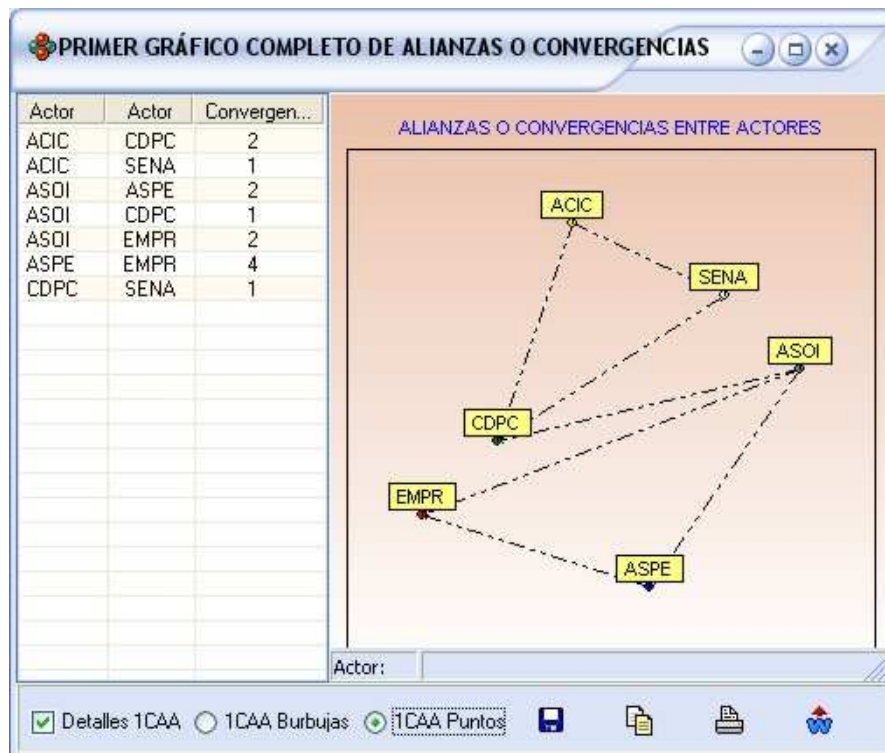 PRIMER GRÁFICO COMPLETO DE ALIANZAS O CONVERGENCIAS
Actor Actor Convergen...
ACIC CDPC 2
ACIC SENA 1
ASOI ASPE 2
ASOI CDPC 1
ASOI EMPR 2
ASPE EMPR 4
CDPC SENA 1
ALIANZAS O CONVERGENCIAS ENTRE ACTORES
ACIC
SENA
ASOI
CDPC
EMPR
ASPE
Actor:
Detalles 1CAA 1CAA Burbujas 1CAA Puntos